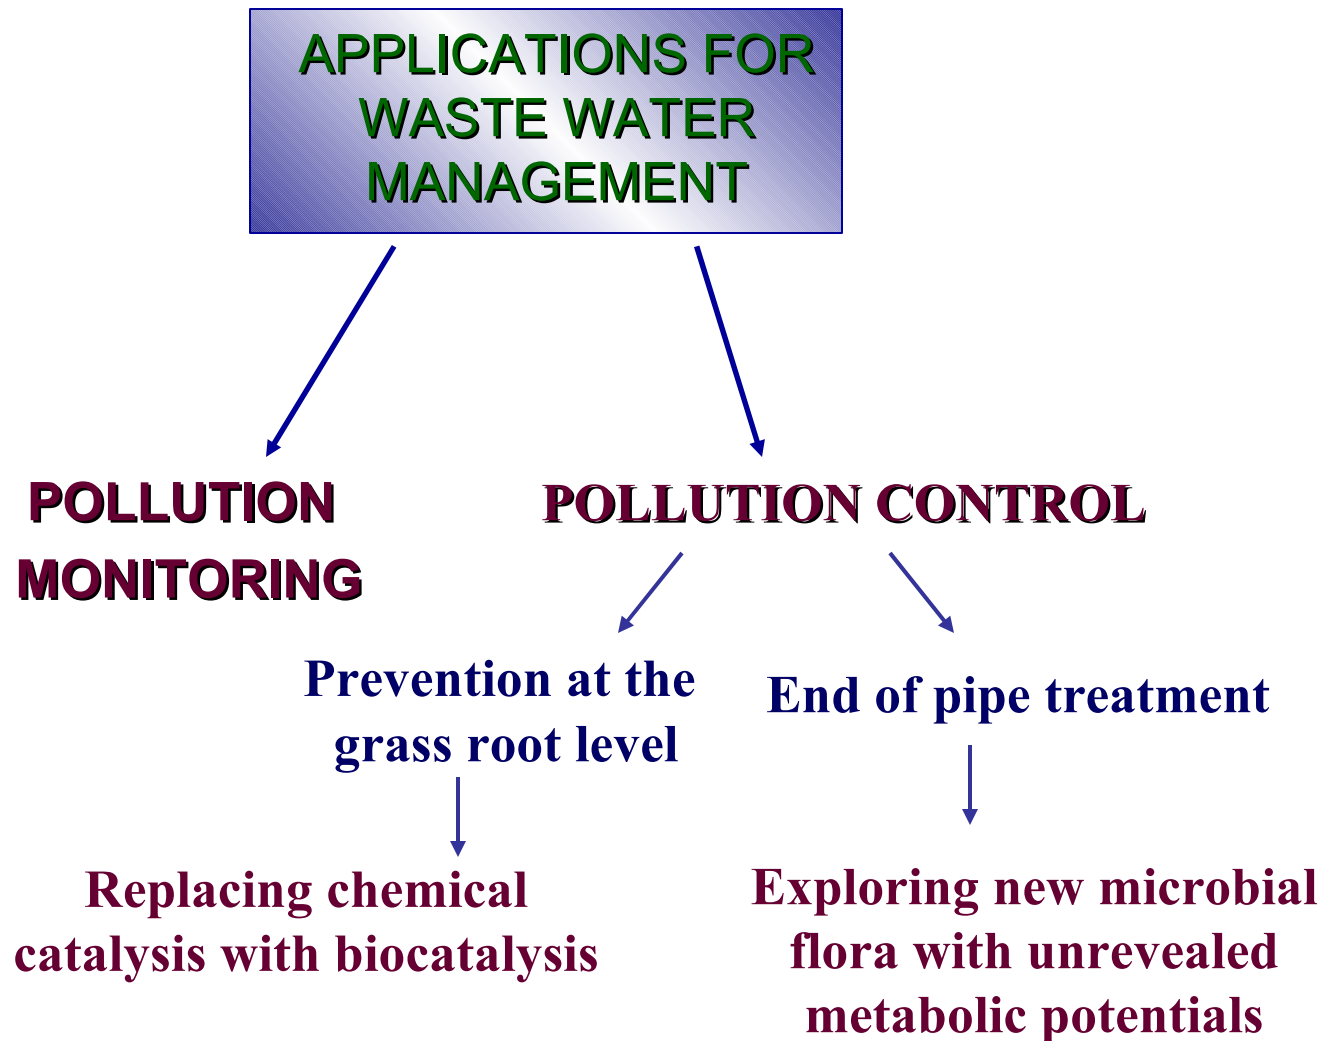 APPLICATIONS FOR
WASTE WATER
MANAGEMENT
POLLUTION
MONITORING
POLLUTION CONTROL
Prevention at the
grass root level
End of pipe treatment
Replacing chemical
catalysis with biocatalysis
Exploring new microbial
flora with unrevealed
metabolic potentials